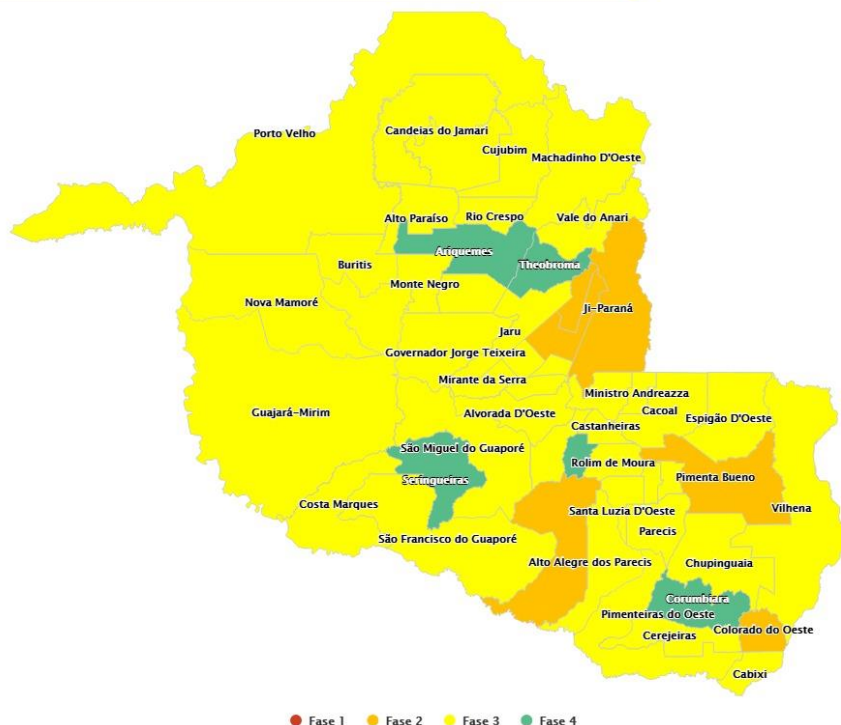 Porto Velho
Candeias do Jamari
Cujubim
Machadinho D'Oeste
Alto Paraíso
Rio Crespo
Vale do Anari
Ariquemes
Theobroma
Buritis
Monte Negro
Nova Mamoré
Ji-Paraná
Jaru
Governador Jorge Teixeira
Mirante da Serra
Ministro Andreazza
Guajará-Mirim
Alvorada D'Oeste
Cacoal
Espigão D'Oeste
Castanheiras
São Miguel do Guaporé
Rolim de Moura
Seringueiras
Pimenta Bueno
Costa Marques
Santa Luzia D'Oeste
Vilhena
Parecis
São Francisco do Guaporé
Alto Alegre dos Parecis
Chupinguaia
Corumbiara
Pimenteiras do Oeste
Colorado do Oeste
Cerejeiras
Cabixi
Fase 1 Fase 2 Fase 3 Fase 4